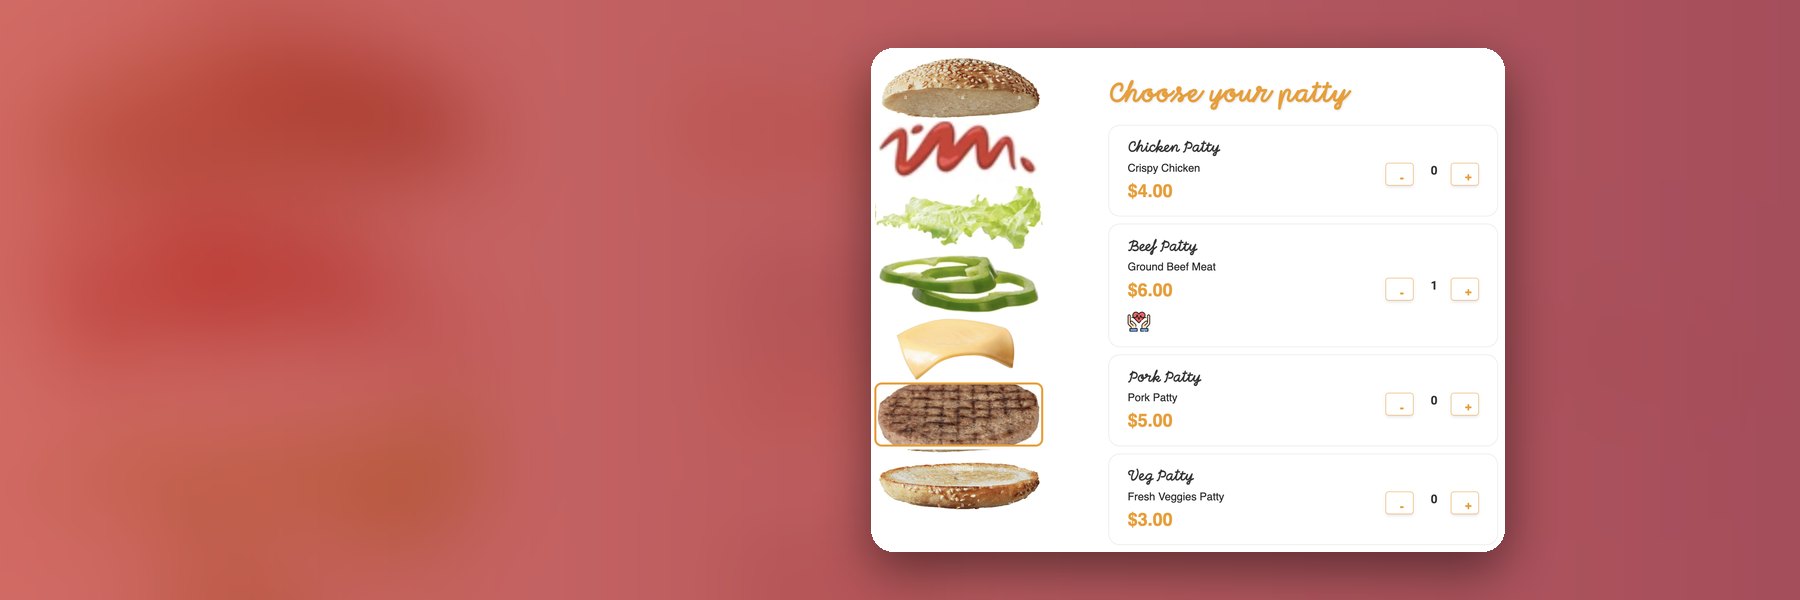 Choose your patty
Chicken Patty
Crispy Chicken
$4.00
- 0 +
Beef Patty
Ground Beef Meat
$6.00
- 1 +
Pork Patty
Pork Patty
$5.00
- 0 +
Veg Patty
Fresh Veggies Patty
$3.00
- 0 +